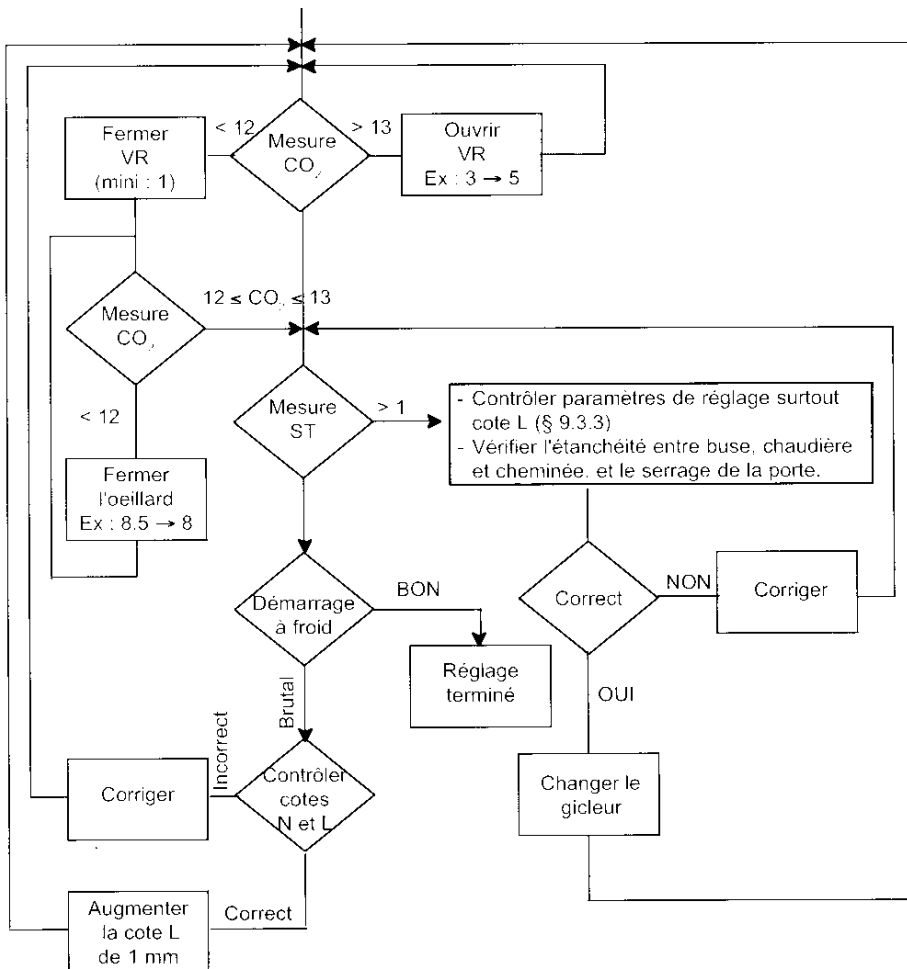 Fermer
VR
(mini : 1)
< 12
Mesure
CO₂
> 13
Ouvrir
VR
Ex : 3 → 5
Mesure
CO₂
12 ≤ CO₂ ≤ 13
< 12
Fermer
l'oeillard
Ex : 8.5 → 8
Mesure
ST
> 1
- Contrôler paramètres de réglage surtout
cote L (§ 9.3.3)
- Vérifier l'étanchéité entre buse, chaudière
et cheminée. et le serrage de la porte.
Démarrage
à froid
BON
Réglage
terminé
Correct
NON
Corriger
OUI
Changer le
gicleur
Brutal
Contrôler
cotes
N et L
Incorrect
Corriger
Correct
Augmenter
la cote L
de 1 mm